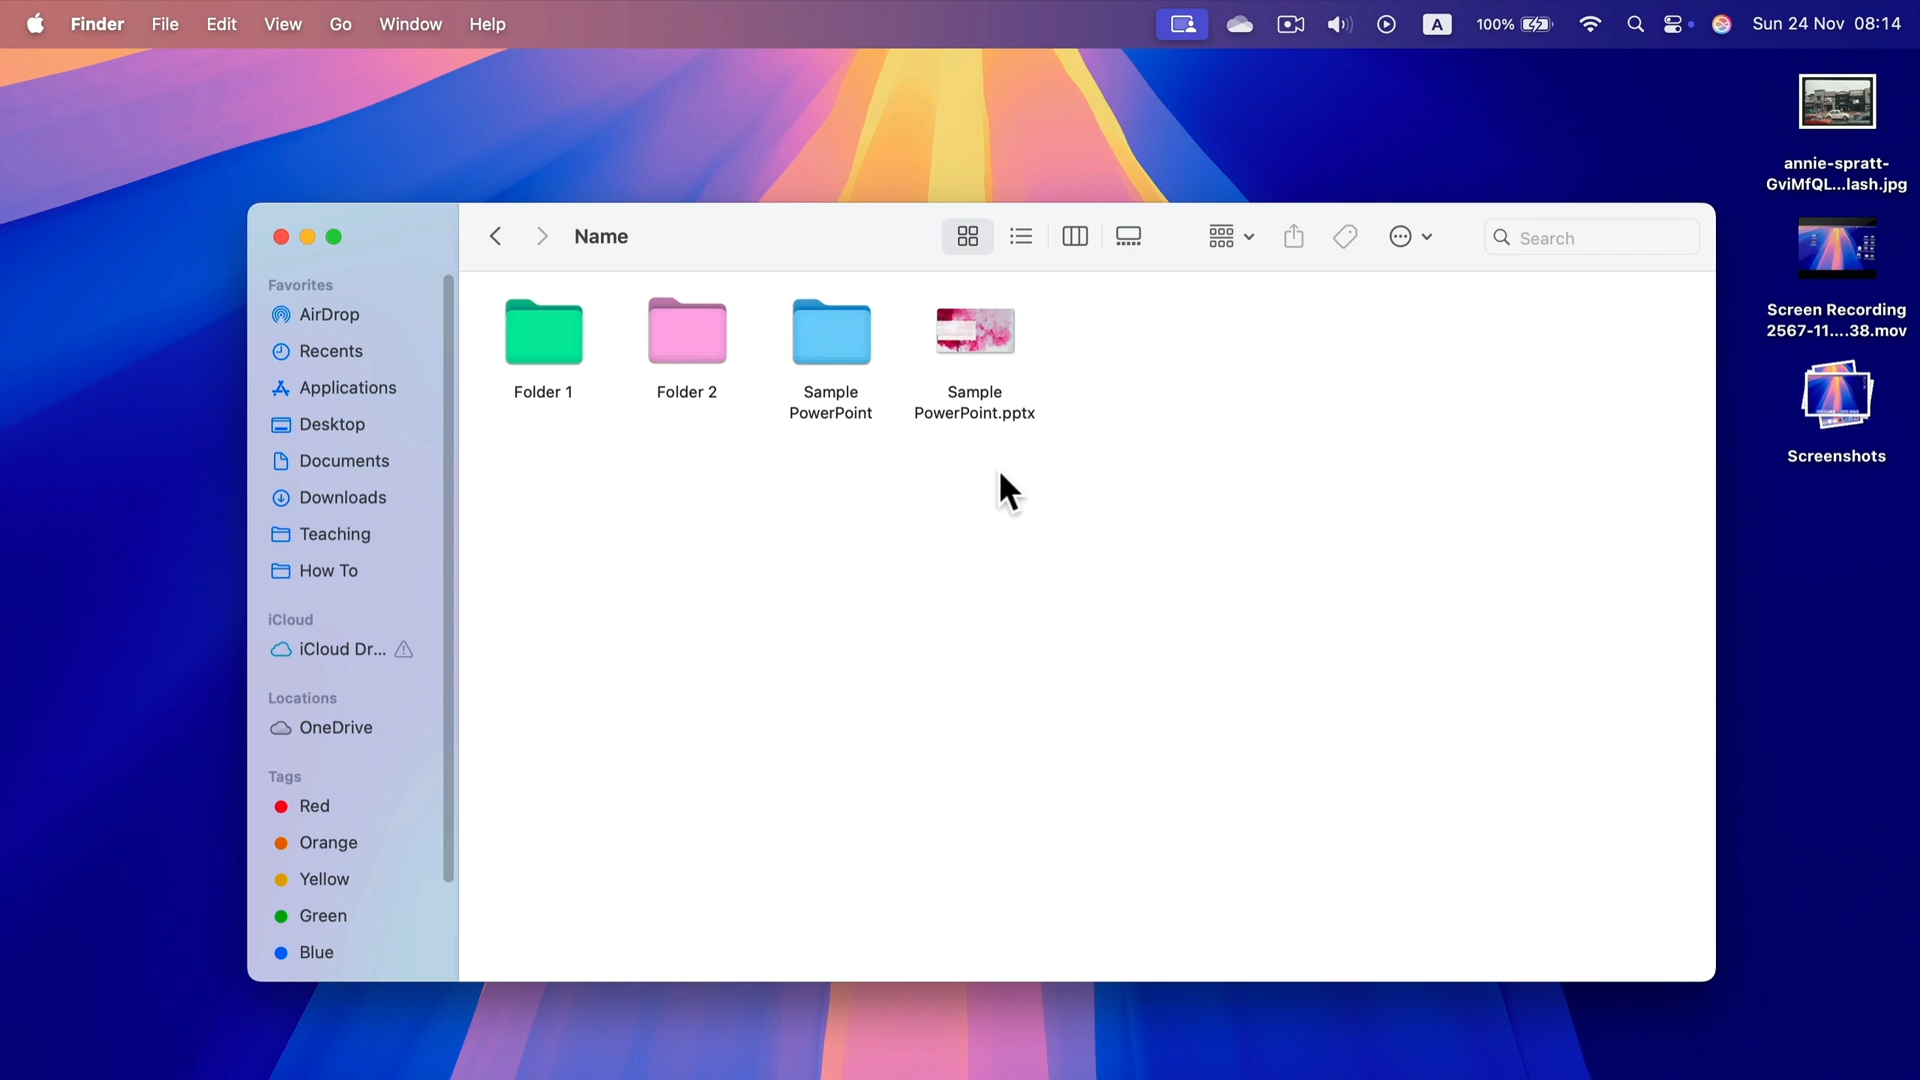 Finder File Edit View Go Window Help A 100% Sun 24 Nov 08:14
annie-spratt-
GviMfQL...lash.jpg
Screen Recording
2567-11....38.mov
Screenshots
Name
Search
Favorites
AirDrop
Recents
Applications
Desktop
Documents
Downloads
Teaching
How To
iCloud
iCloud Dr...
Locations
OneDrive
Tags
Red
Orange
Yellow
Green
Blue
Folder 1
Folder 2
Sample
PowerPoint
Sample
PowerPoint.pptx